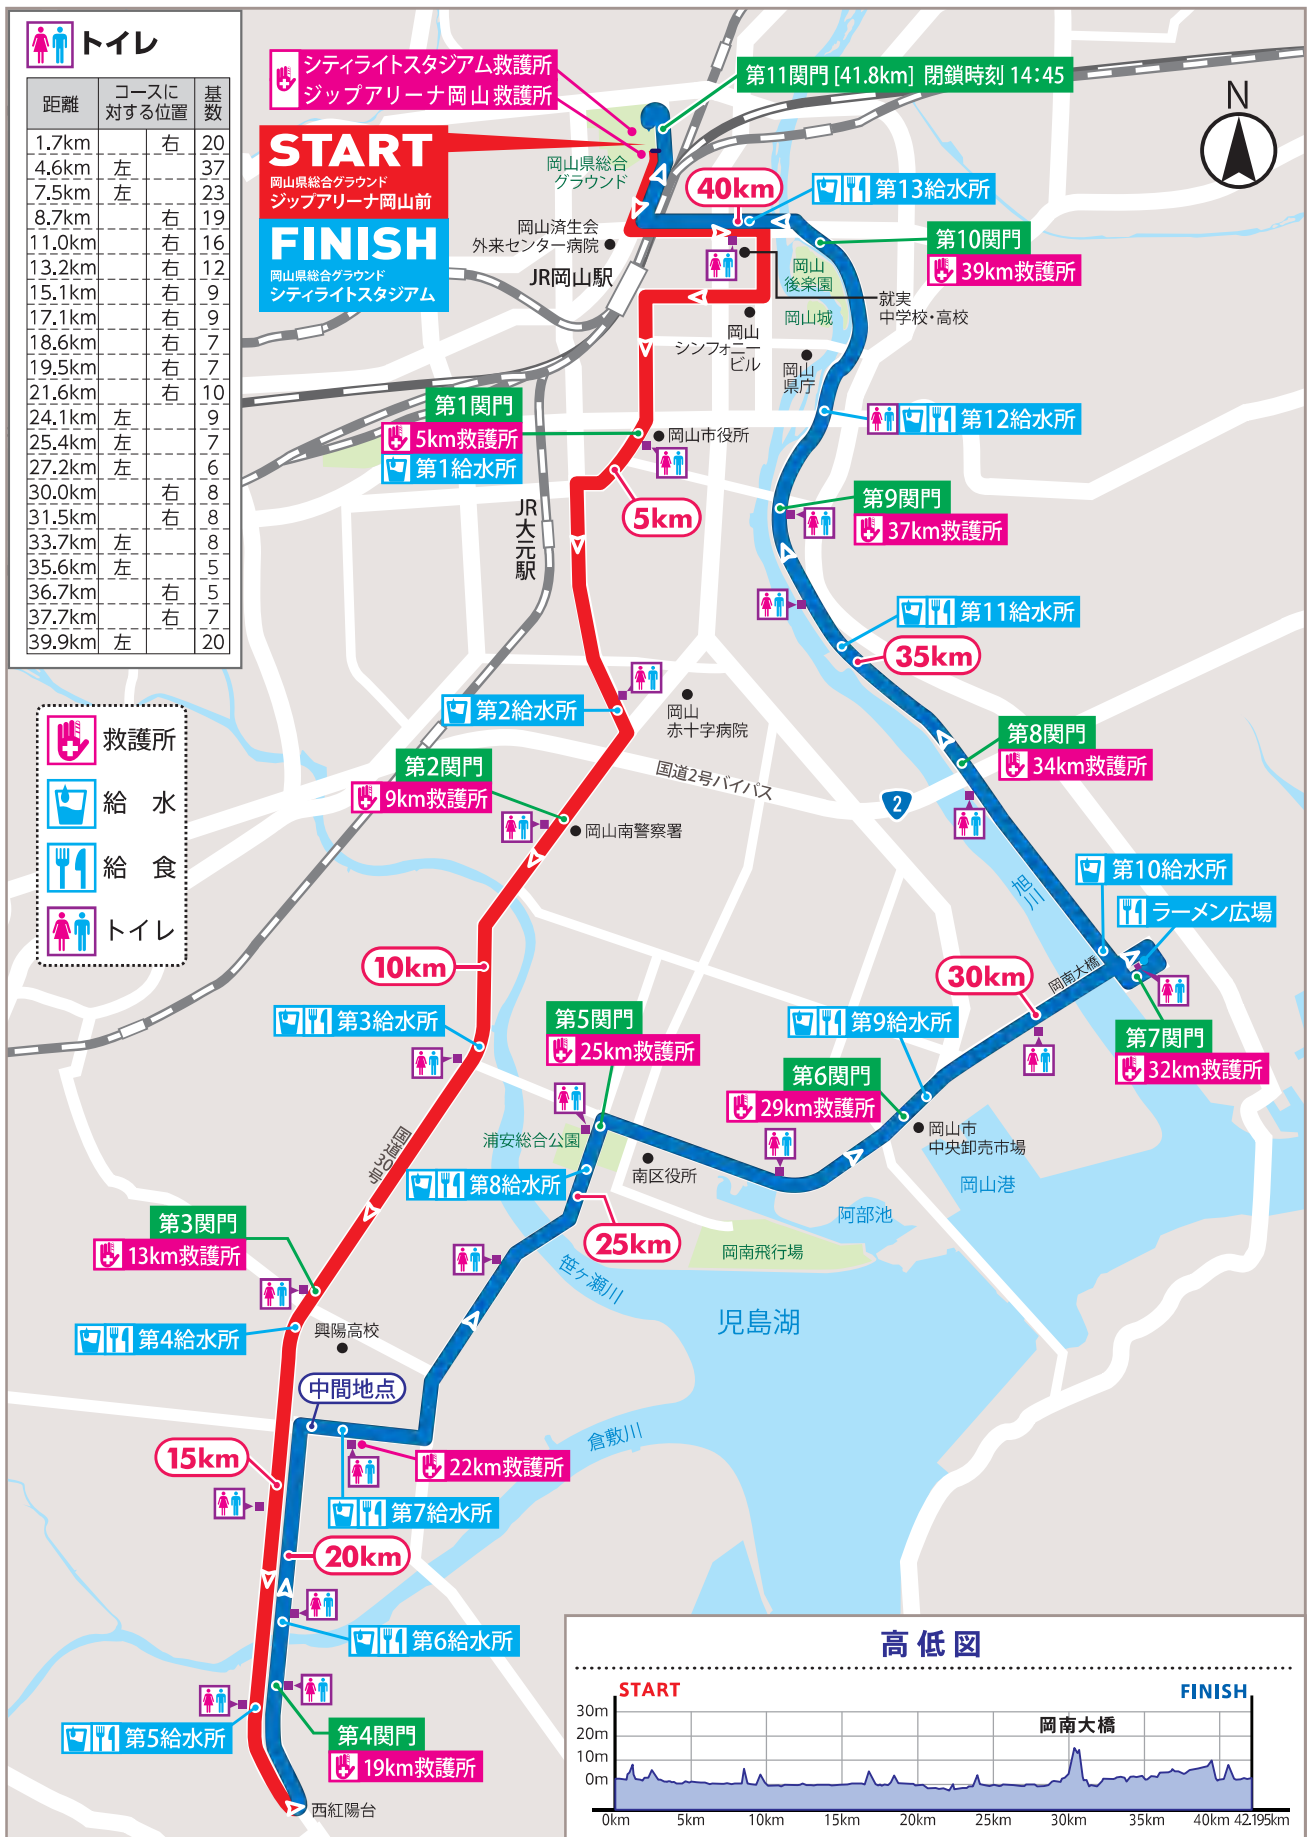 トイレ
距離 コースに対する位置 基数
1.7km 右 20
4.6km 左 37
7.5km 左 23
8.7km 右 19
11.0km 右 16
13.2km 右 12
15.1km 右 9
17.1km 右 9
18.6km 右 7
19.5km 右 7
21.6km 右 10
24.1km 左 9
25.4km 左 7
27.2km 左 6
30.0km 右 8
31.5km 右 8
33.7km 左 8
35.6km 左 5
36.7km 右 5
37.7km 右 7
39.9km 左 20
シティライトスタジアム救護所
ジップアリーナ岡山救護所
第11関門 [41.8km] 閉鎖時刻 14:45
N
START
岡山県総合グラウンド
ジップアリーナ岡山前
FINISH
岡山県総合グラウンド
シティライトスタジアム
岡山県総合
グラウンド
40km
第13給水所
岡山済生会
外来センター病院
JR岡山駅
第10関門
39km救護所
岡山
後楽園
岡山城
就実
中学校・高校
岡山
シンフォニー
ビル
岡山
県庁
第1関門
5km救護所
第1給水所
岡山市役所
第12給水所
5km
JR大元駅
第9関門
37km救護所
第11給水所
35km
第2給水所
岡山
赤十字病院
第2関門
9km救護所
国道2号バイパス
2
岡山南警察署
第8関門
34km救護所
救護所
給 水
給 食
トイレ
旭川
第10給水所
ラーメン広場
10km
岡南大橋
30km
第3給水所
第5関門
25km救護所
第9給水所
第7関門
32km救護所
第6関門
29km救護所
岡山市
中央卸売市場
岡山港
国道30号
浦安総合公園
南区役所
第8給水所
阿部池
25km
岡南飛行場
第3関門
13km救護所
笹ヶ瀬川
児島湖
第4給水所
興陽高校
中間地点
倉敷川
15km
22km救護所
第7給水所
20km
第6給水所
第5給水所
第4関門
19km救護所
西紅陽台
高低図
START
FINISH
30m
20m
10m
0m
岡南大橋
0km 5km 10km 15km 20km 25km 30km 35km 40km 42.195km